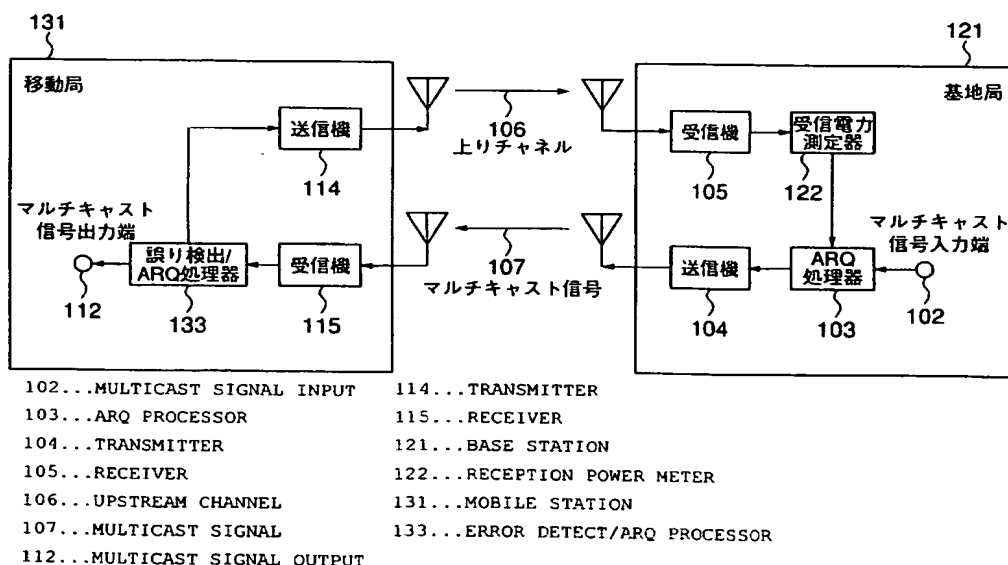 131
121
移動局
基地局
送信機
114
106
上りチャネル
受信機
105
受信電力
測定器
122
マルチキャスト
信号出力端
112
誤り検出/
ARQ処理器
133
受信機
115
107
マルチキャスト信号
送信機
104
ARQ
処理器
103
マルチキャスト
信号入力端
102
102...MULTICAST SIGNAL INPUT
103...ARQ PROCESSOR
104...TRANSMITTER
105...RECEIVER
106...UPSTREAM CHANNEL
107...MULTICAST SIGNAL
112...MULTICAST SIGNAL OUTPUT
114...TRANSMITTER
115...RECEIVER
121...BASE STATION
122...RECEPTION POWER METER
131...MOBILE STATION
133...ERROR DETECT/ARQ PROCESSOR